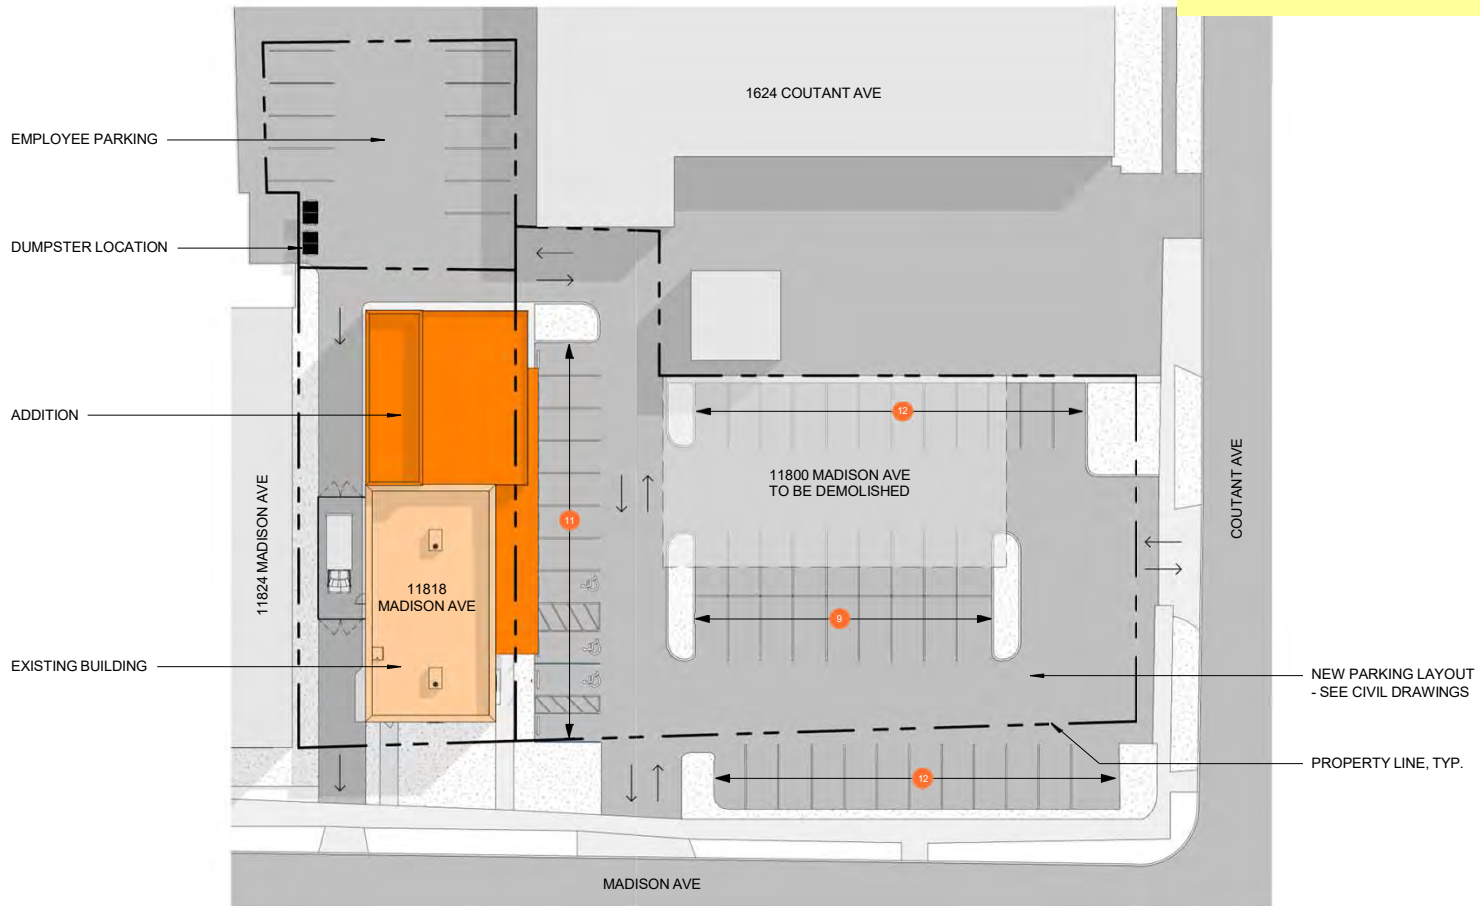 1624 COUTANT AVE
EMPLOYEE PARKING
DUMPSTER LOCATION
ADDITION
12
11800 MADISON AVE
TO BE DEMOLISHED
11824 MADISON AVE
COUTANT AVE
11
11818
MADISON AVE
9
EXISTING BUILDING
NEW PARKING LAYOUT
- SEE CIVIL DRAWINGS
PROPERTY LINE, TYP.
12
MADISON AVE